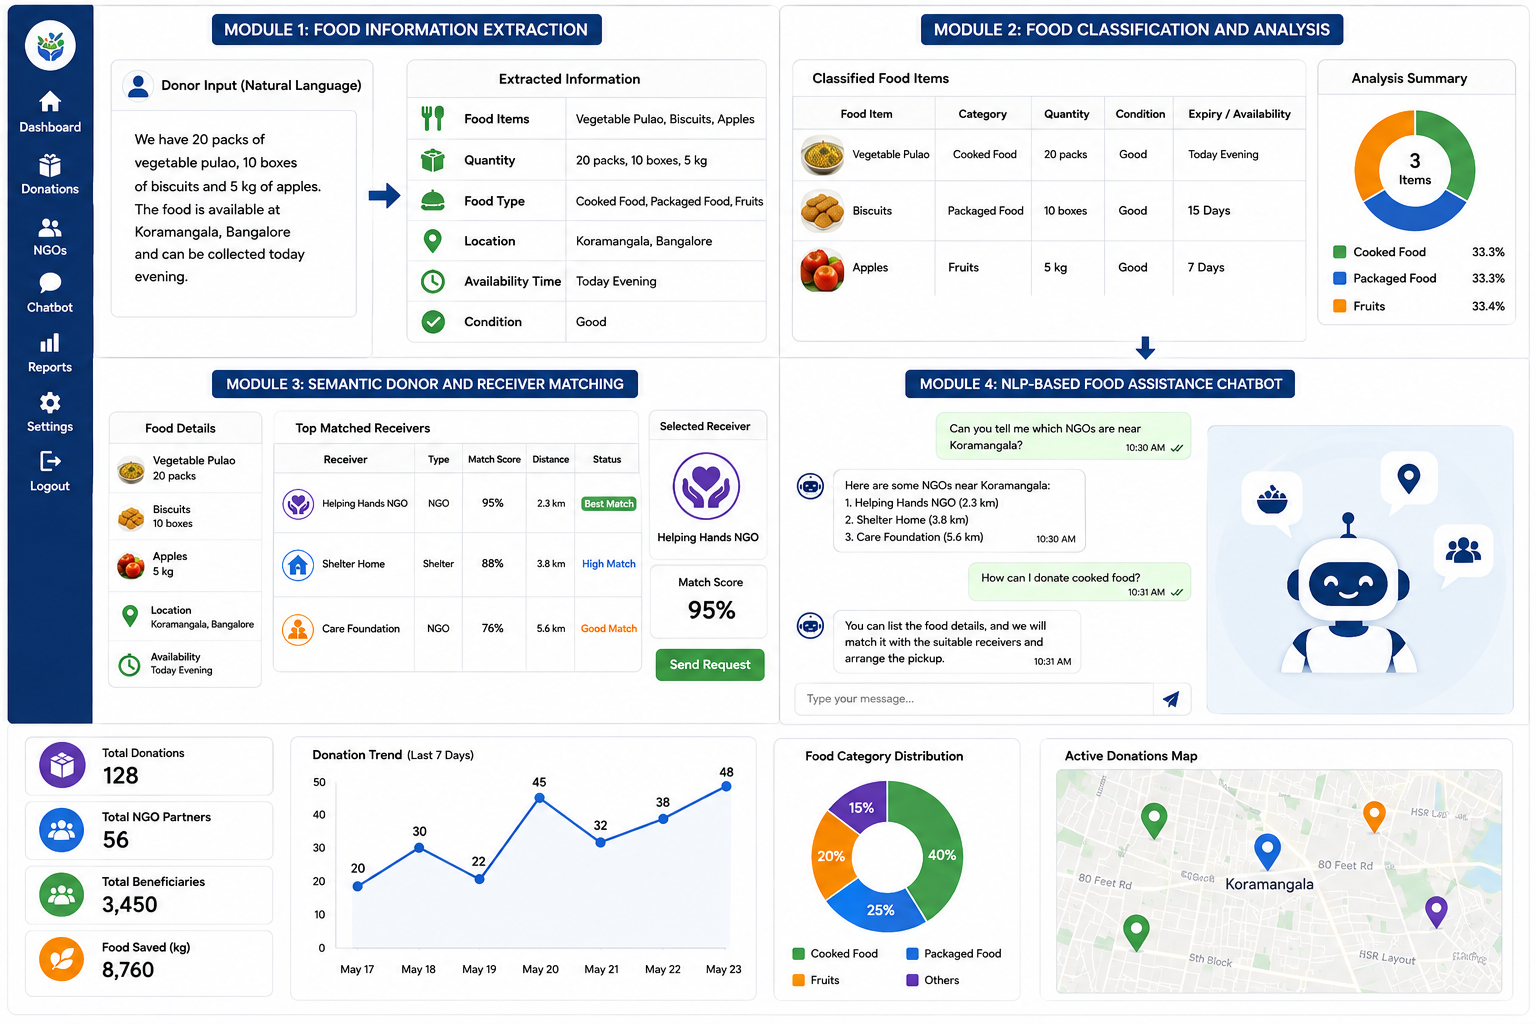 Dashboard
Donations
NGOs
Chatbot
Reports
Settings
Logout
MODULE 1: FOOD INFORMATION EXTRACTION
Donor Input (Natural Language)
We have 20 packs of
vegetable pulao, 10 boxes
of biscuits and 5 kg of apples.
The food is available at
Koramangala, Bangalore
and can be collected today
evening.
Extracted Information
Food Items Vegetable Pulao, Biscuits, Apples
Quantity 20 packs, 10 boxes, 5 kg
Food Type Cooked Food, Packaged Food, Fruits
Location Koramangala, Bangalore
Availability Time Today Evening
Condition Good
MODULE 2: FOOD CLASSIFICATION AND ANALYSIS
Classified Food Items
Food Item Category Quantity Condition Expiry / Availability
Vegetable Pulao Cooked Food 20 packs Good Today Evening
Biscuits Packaged Food 10 boxes Good 15 Days
Apples Fruits 5 kg Good 7 Days
Analysis Summary
3
Items
Cooked Food 33.3%
Packaged Food 33.3%
Fruits 33.4%
MODULE 3: SEMANTIC DONOR AND RECEIVER MATCHING
Food Details
Vegetable Pulao
20 packs
Biscuits
10 boxes
Apples
5 kg
Location
Koramangala, Bangalore
Availability
Today Evening
Top Matched Receivers
Receiver Type Match Score Distance Status
Helping Hands NGO NGO 95% 2.3 km Best Match
Shelter Home Shelter 88% 3.8 km High Match
Care Foundation NGO 76% 5.6 km Good Match
Selected Receiver
Helping Hands NGO
Match Score
95%
Send Request
MODULE 4: NLP-BASED FOOD ASSISTANCE CHATBOT
Can you tell me which NGOs are near
Koramangala?
10:30 AM
Here are some NGOs near Koramangala:
1. Helping Hands NGO (2.3 km)
2. Shelter Home (3.8 km)
3. Care Foundation (5.6 km)
10:30 AM
How can I donate cooked food?
10:31 AM
You can list the food details, and we will
match it with the suitable receivers and
arrange the pickup.
10:31 AM
Type your message...
Total Donations
128
Total NGO Partners
56
Total Beneficiaries
3,450
Food Saved (kg)
8,760
Donation Trend (Last 7 Days)
50
40
30
20
10
0
20
30
22
45
32
38
48
May 17 May 18 May 19 May 20 May 21 May 22 May 23
Food Category Distribution
15%
20%
40%
25%
Cooked Food Packaged Food
Fruits Others
Active Donations Map
HSR
80 Feet Rd
80 Feet Rd
Koramangala
5th Block
HSR Layout